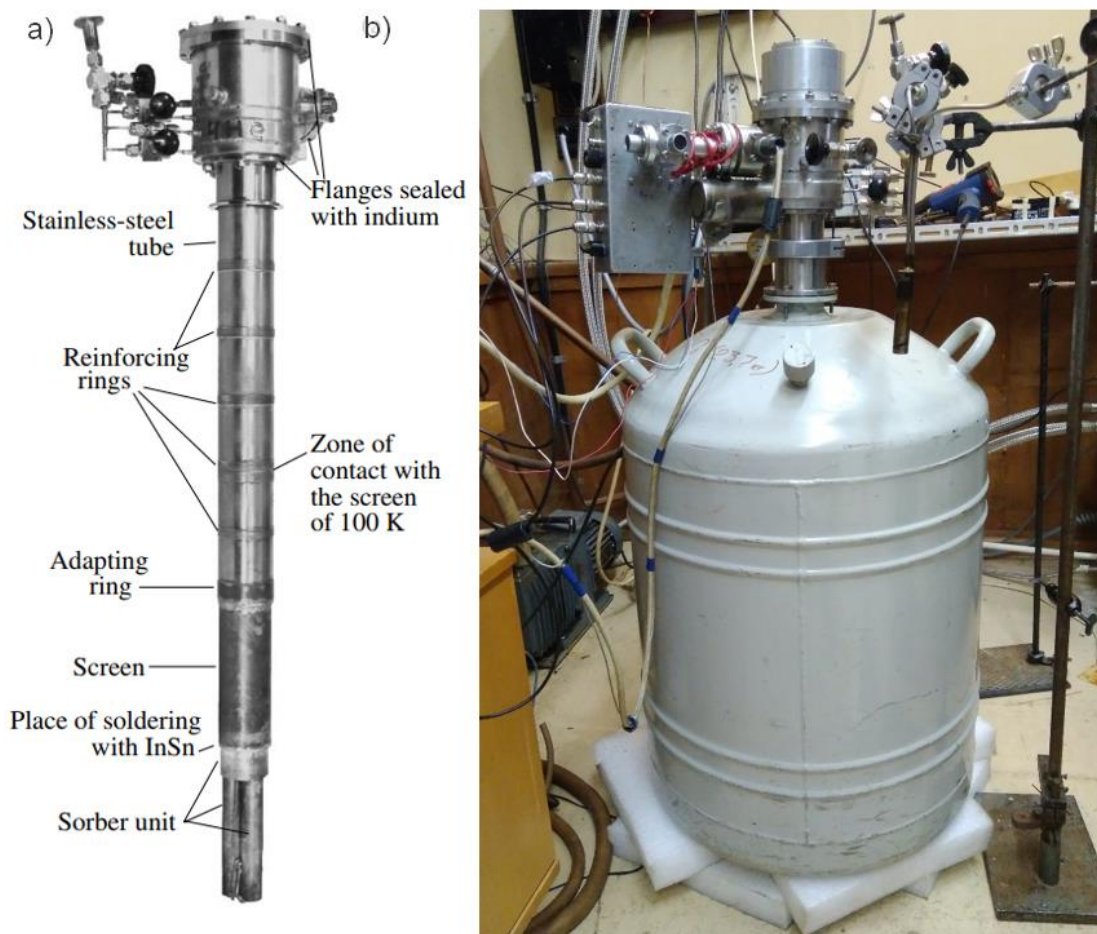 a)
b)
Flanges sealed
with indium
Stainless-steel
tube
Reinforcing
rings
Zone of
contact with
the screen
of 100 K
Adapting
ring
Screen
Place of soldering
with InSn
Sorber unit